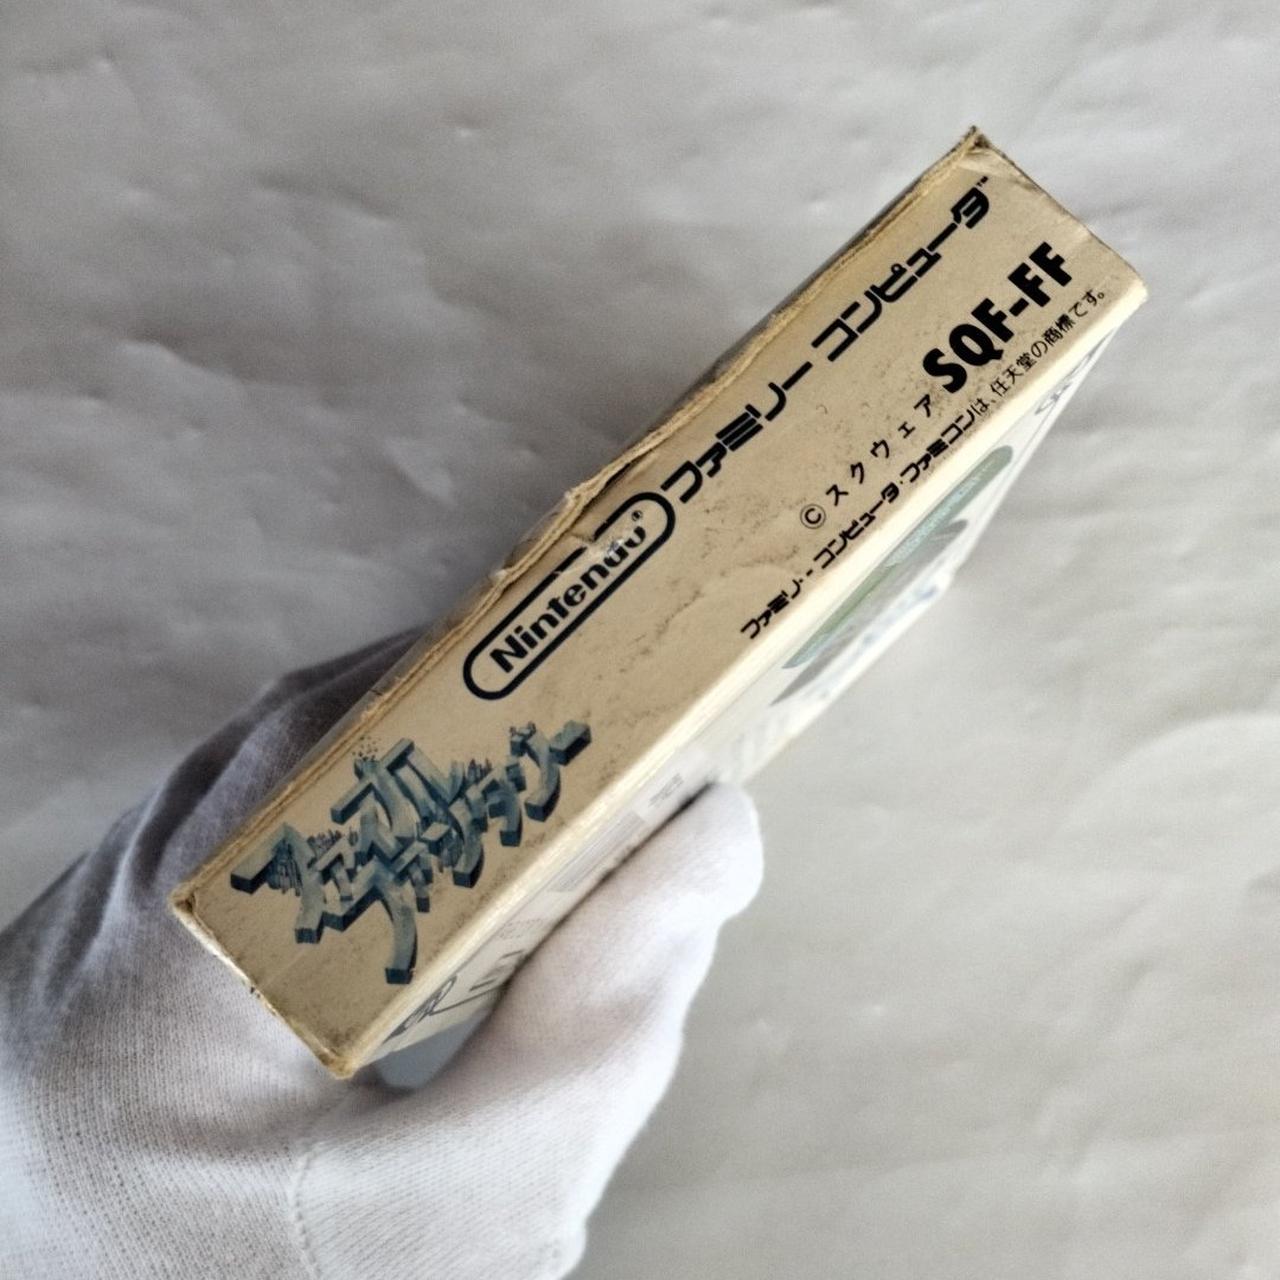 ファイナル
ファンタジー
Nintendo® ファミリー コンピュータ™
© スクウェア SQF-FF
ファミリーコンピュータ・ファミコンは、任天堂の商標です。